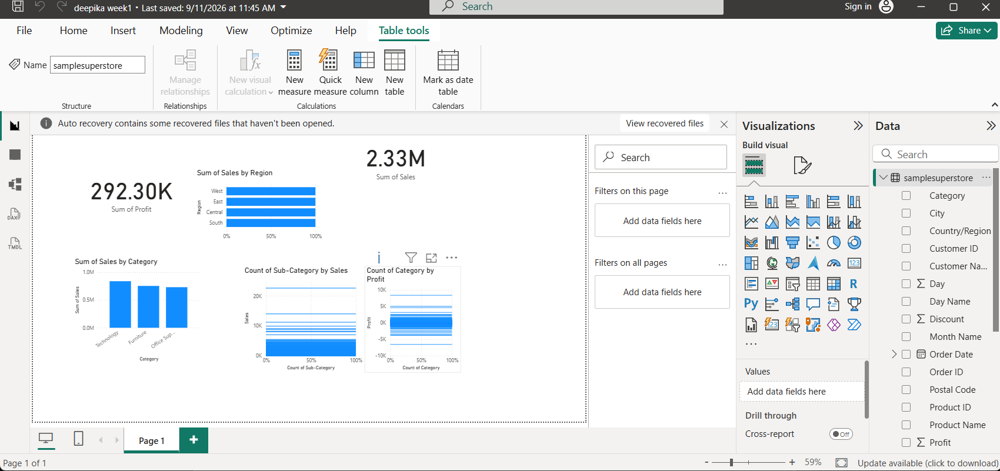 deepika week1 • Last saved: 9/11/2026 at 11:45 AM
Search
Sign in
File
Home
Insert
Modeling
View
Optimize
Help
Table tools
Share
Name
samplesuperstore
Structure
Manage relationships
Relationships
New visual calculation
New measure
Quick measure
New column
New table
Calculations
Mark as date table
Calendars
Auto recovery contains some recovered files that haven't been opened.
View recovered files
DAX
TMDL
292.30K
Sum of Profit
Sum of Sales by Region
Region
West
East
Central
South
0%
50%
100%
2.33M
Sum of Sales
Sum of Sales by Category
Sum of Sales
1.0M
0.5M
0.0M
Technology
Furniture
Office Sup...
Category
Count of Sub-Category by Sales
Sales
20K
10K
0K
0%
50%
100%
Count of Sub-Category
Count of Category by
Profit
Profit
10K
5K
0K
-5K
-10K
0%
50%
100%
Count of Category
Search
Filters on this page
...
Add data fields here
Filters on all pages
...
Add data fields here
Visualizations
Build visual
123
R
Py
123
...
Values
Add data fields here
Drill through
Cross-report
Off
Data
Search
samplesuperstore
...
Category
City
Country/Region
Customer ID
Customer Na...
Day
Day Name
Discount
Month Name
Order Date
Order ID
Postal Code
Product ID
Product Name
Profit
Page 1
+
Page 1 of 1
- + 59%
Update available (click to download)